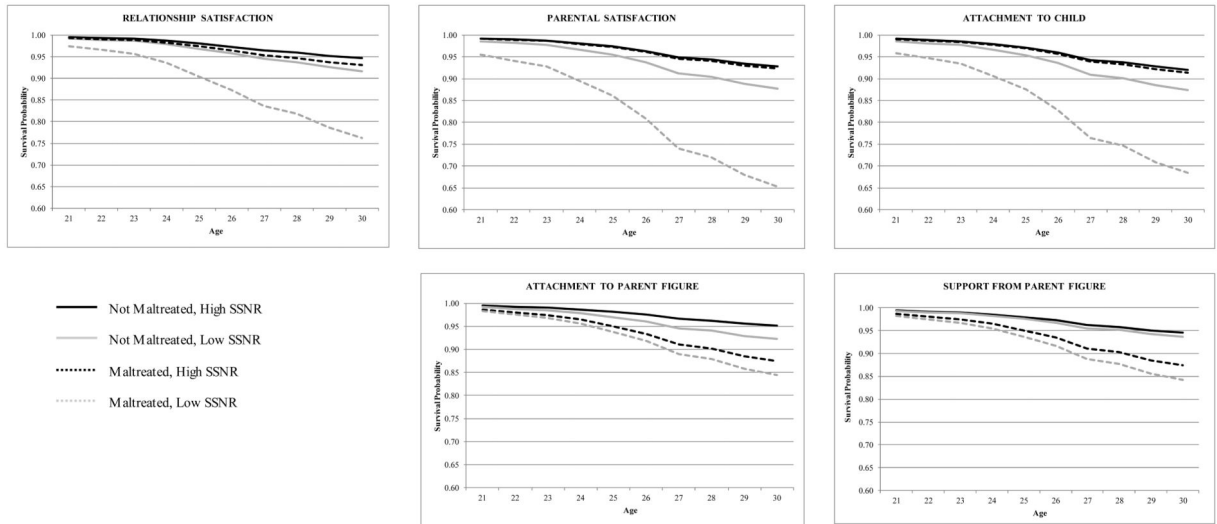 RELATIONSHIP SATISFACTION
Survival Probability
1.00
0.95
0.90
0.85
0.80
0.75
0.70
0.65
0.60
21 22 23 24 25 26 27 28 29 30
Age
PARENTAL SATISFACTION
Survival Probability
1.00
0.95
0.90
0.85
0.80
0.75
0.70
0.65
0.60
21 22 23 24 25 26 27 28 29 30
Age
ATTACHMENT TO CHILD
Survival Probability
1.00
0.95
0.90
0.85
0.80
0.75
0.70
0.65
0.60
21 22 23 24 25 26 27 28 29 30
Age
Not Maltreated, High SSNR
Not Maltreated, Low SSNR
Maltreated, High SSNR
Maltreated, Low SSNR
ATTACHMENT TO PARENT FIGURE
Survival Probability
1.00
0.95
0.90
0.85
0.80
0.75
0.70
0.65
0.60
21 22 23 24 25 26 27 28 29 30
Age
SUPPORT FROM PARENT FIGURE
Survival Probability
1.00
0.95
0.90
0.85
0.80
0.75
0.70
0.65
0.60
21 22 23 24 25 26 27 28 29 30
Age